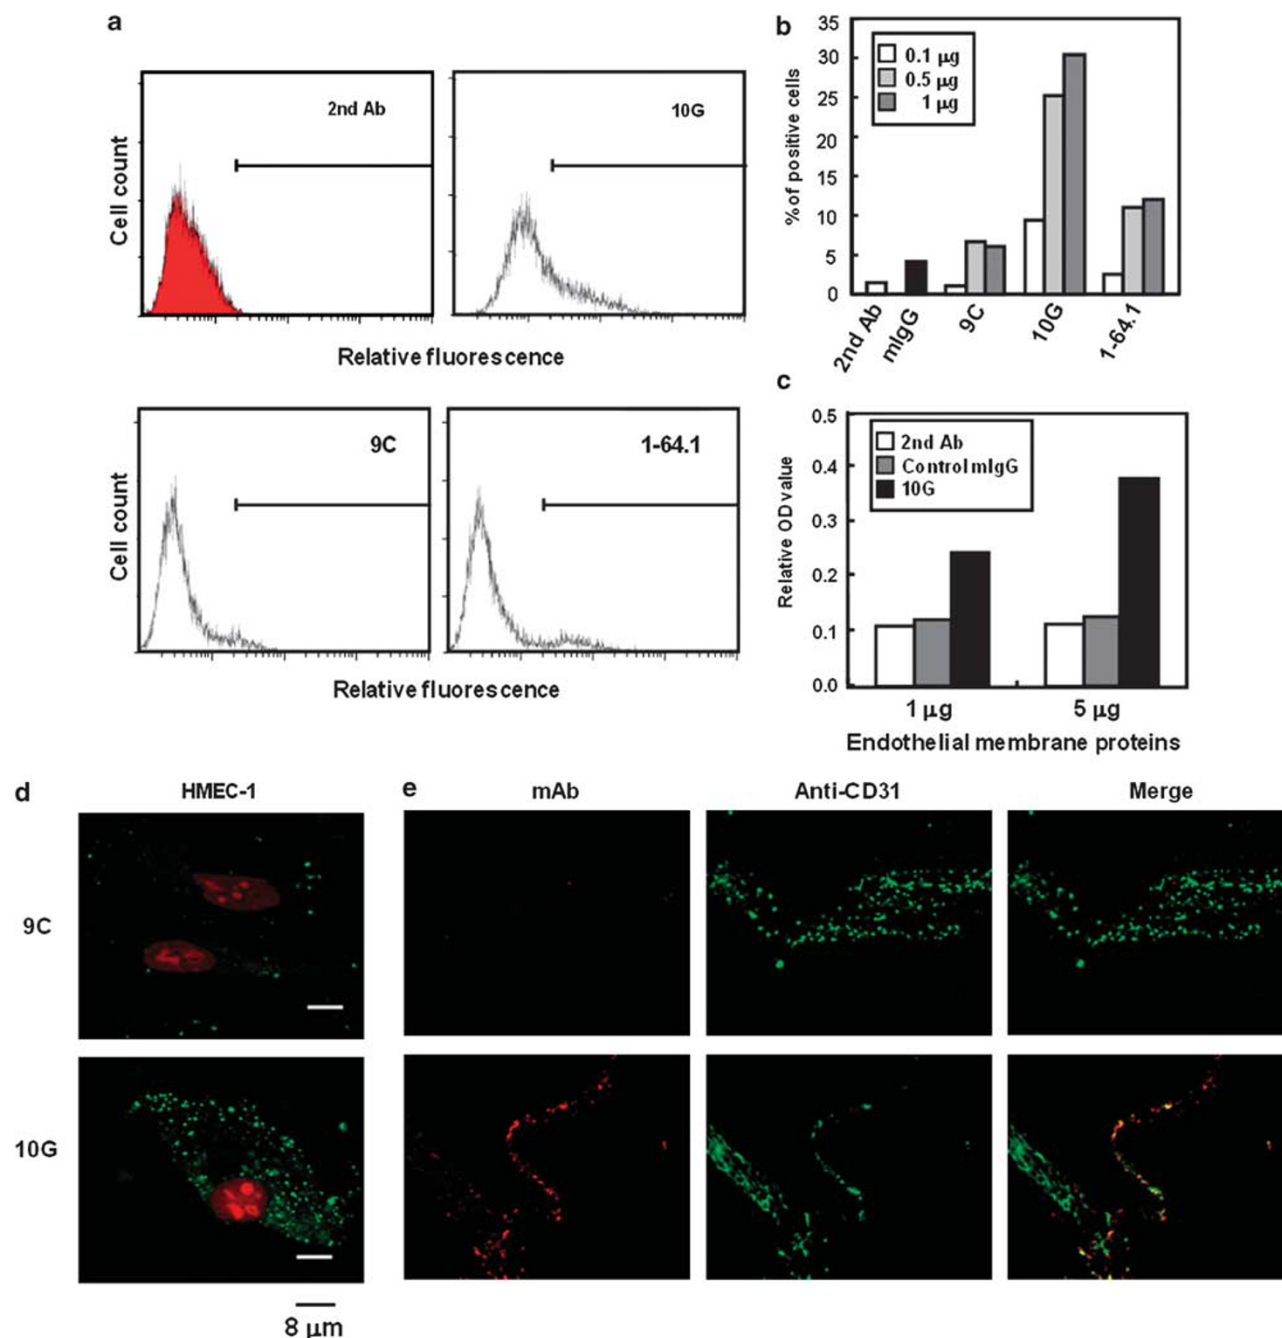 a
2nd Ab
10G
Cell count
Relative fluorescence
9C
1-64.1
Cell count
Relative fluorescence
b
35
30
25
20
15
10
5
0
% of positive cells
0.1 μg
0.5 μg
1 μg
2nd Ab
mIgG
9C
10G
1-64.1
c
0.5
0.4
0.3
0.2
0.1
0.0
Relative OD value
2nd Ab
Control mIgG
10G
1 μg 5 μg
Endothelial membrane proteins
d
HMEC-1
9C
10G
8 μm
e
mAb Anti-CD31 Merge